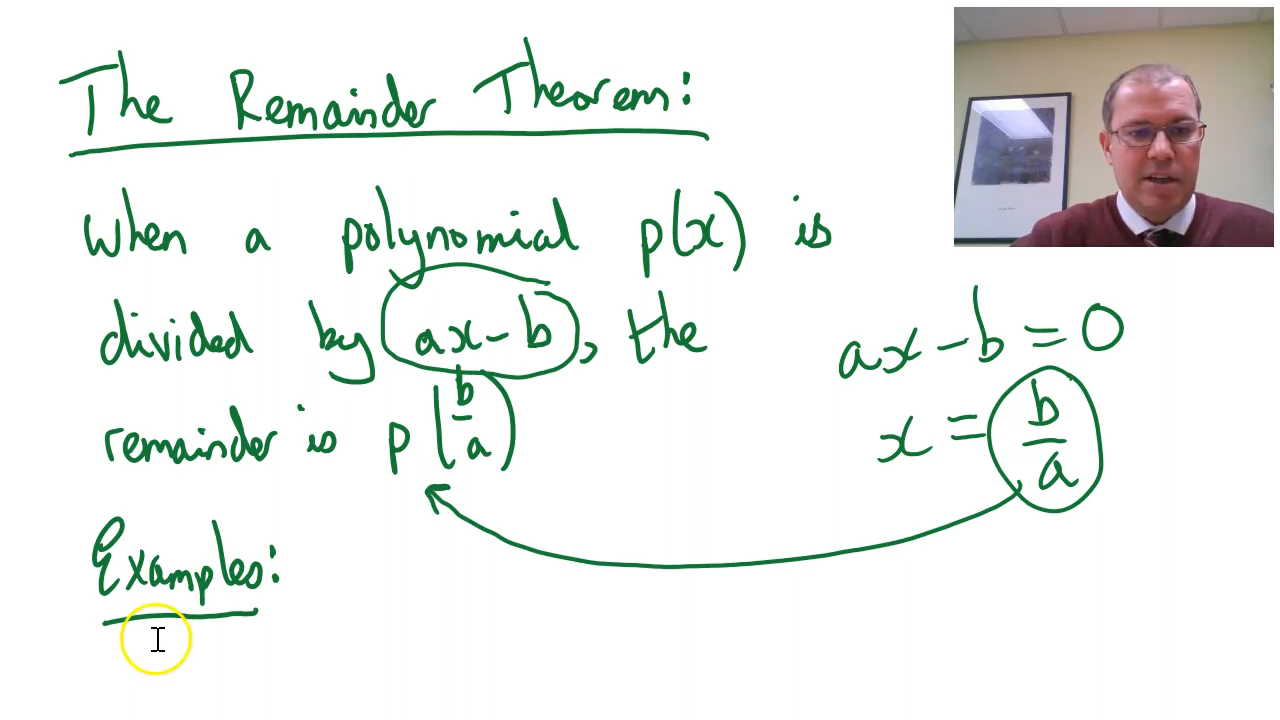 The Remainder Theorem:
When a polynomial p(x) is
divided by ax-b, the
remainder is p(b/a)
ax-b=0
x=b/a
Examples: